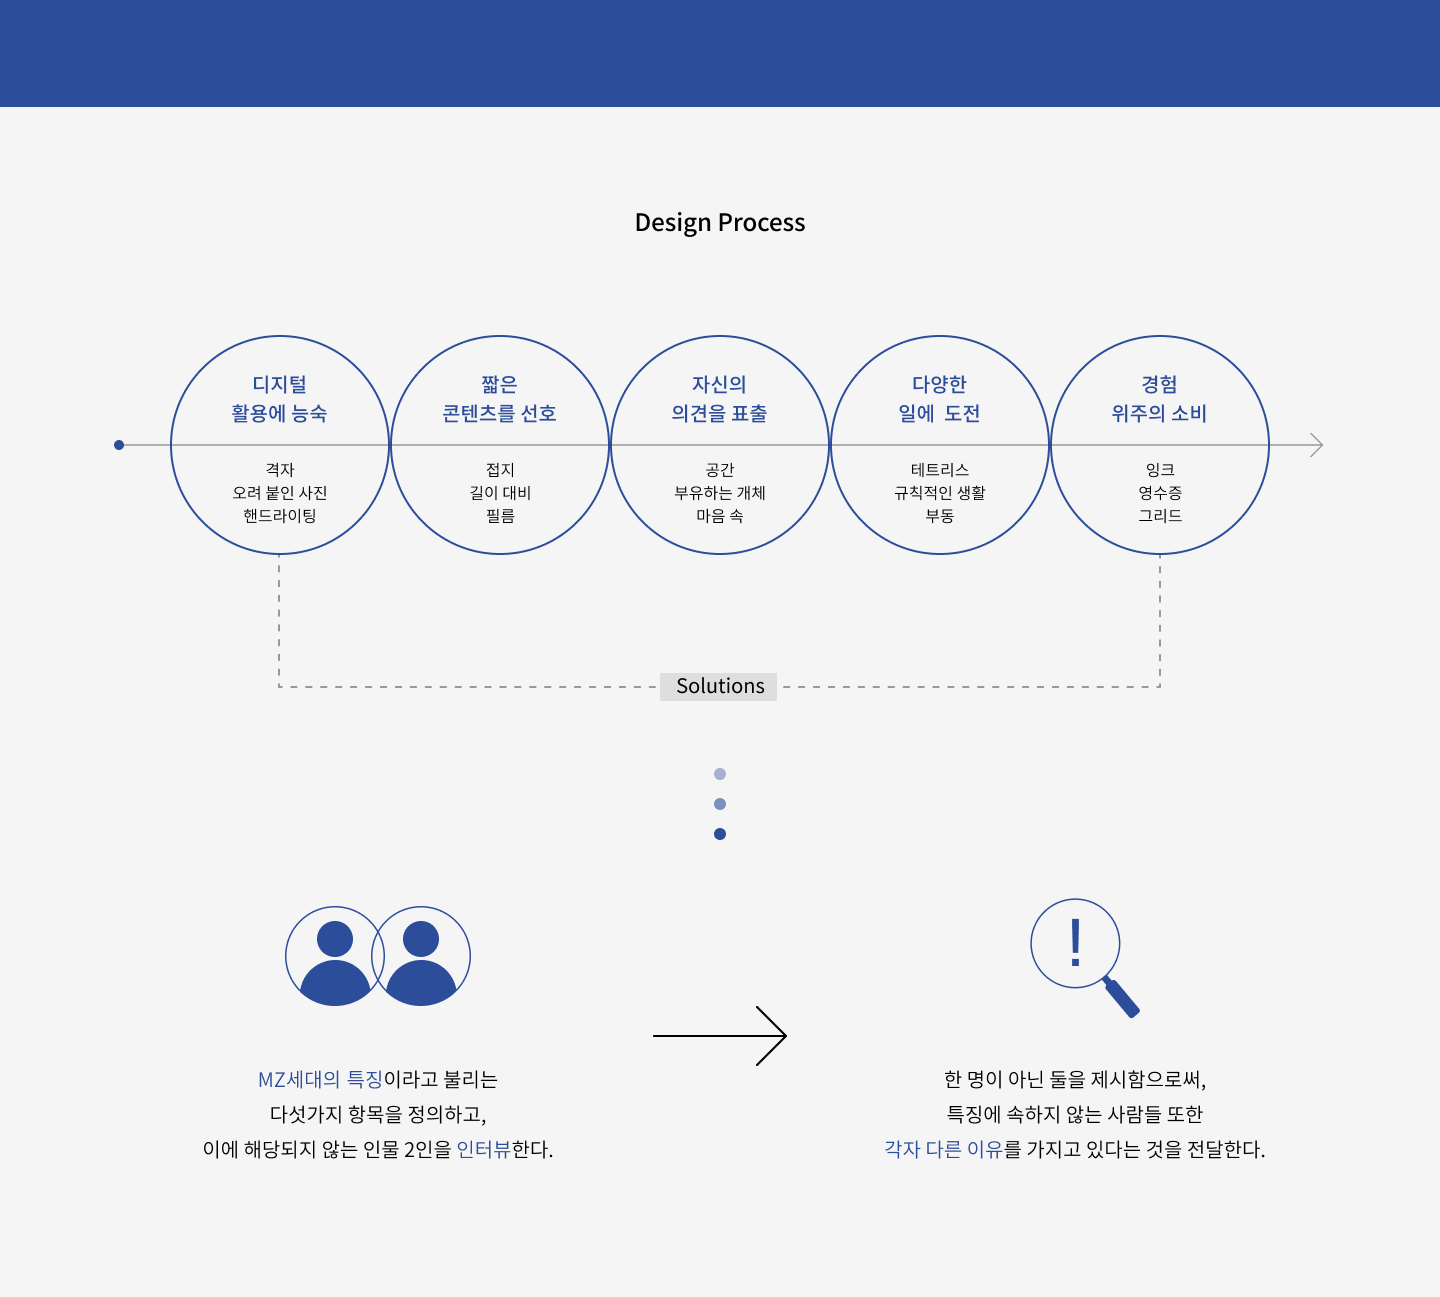 Design Process
디지털
활용에 능숙
격자
오려 붙인 사진
핸드라이팅
짧은
콘텐츠를 선호
접지
길이 대비
필름
자신의
의견을 표출
공간
부유하는 개체
마음 속
다양한
일에 도전
테트리스
규칙적인 생활
부동
경험
위주의 소비
잉크
영수증
그리드
Solutions
MZ세대의 특징이라고 불리는
다섯가지 항목을 정의하고,
이에 해당되지 않는 인물 2인을 인터뷰한다.
!
한 명이 아닌 둘을 제시함으로써,
특징에 속하지 않는 사람들 또한
각자 다른 이유를 가지고 있다는 것을 전달한다.